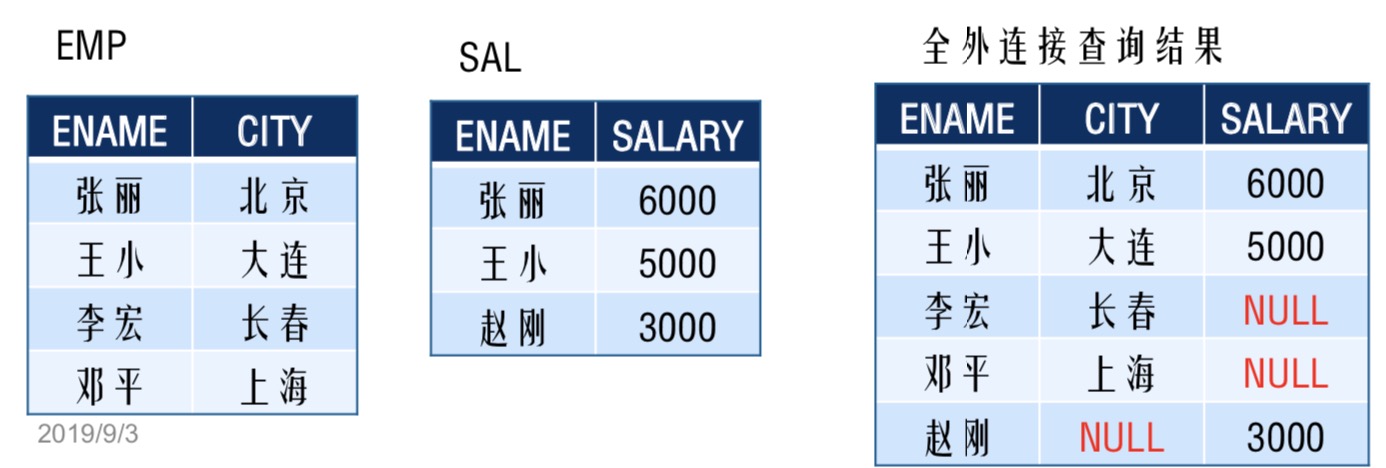 EMP
ENAME CITY
张丽 北京
王小 大连
李宏 长春
邓平 上海
2019/9/3
SAL
ENAME SALARY
张丽 6000
王小 5000
赵刚 3000
全外连接查询结果
ENAME CITY SALARY
张丽 北京 6000
王小 大连 5000
李宏 长春 NULL
邓平 上海 NULL
赵刚 NULL 3000